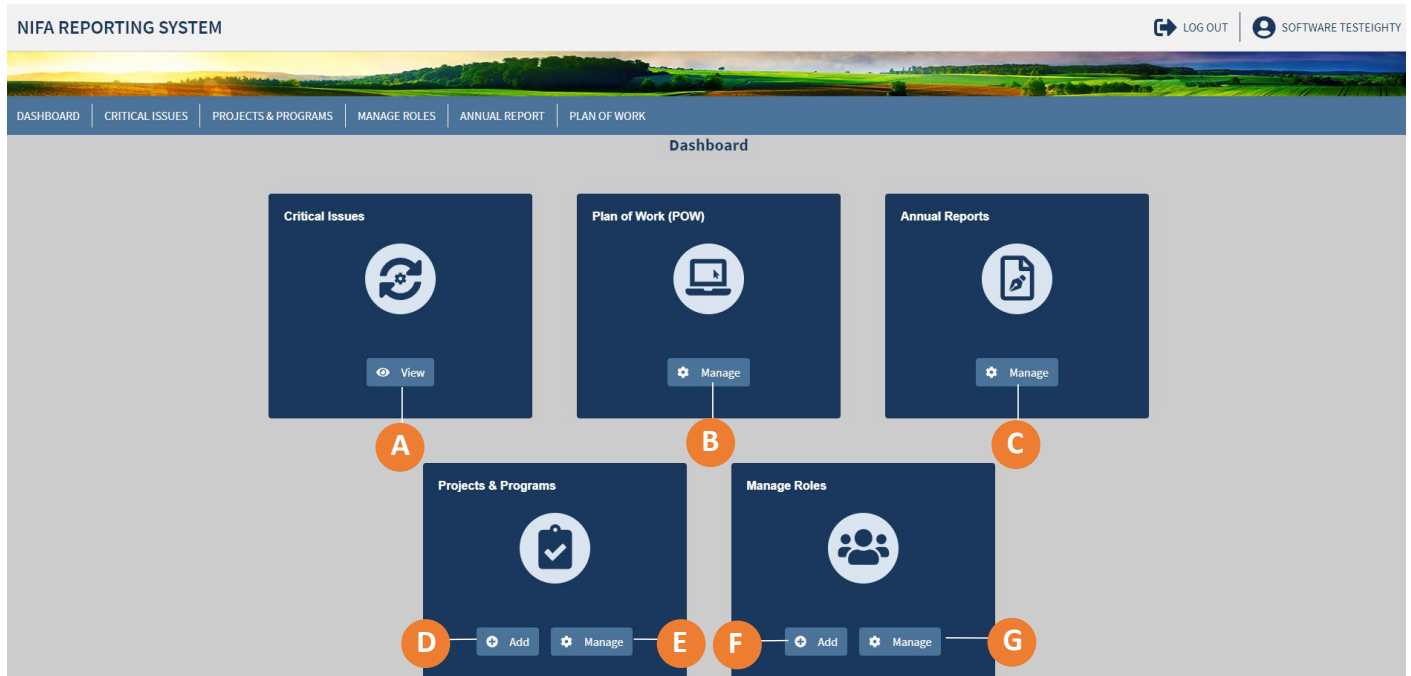 NIFA REPORTING SYSTEM
LOG OUT
SOFTWARE TESTEIGHTY
DASHBOARD
CRITICAL ISSUES
PROJECTS & PROGRAMS
MANAGE ROLES
ANNUAL REPORT
PLAN OF WORK
Dashboard
Critical Issues
View
A
Plan of Work (POW)
Manage
B
Annual Reports
Manage
C
Projects & Programs
D
Add
Manage
E
Manage Roles
F
Add
Manage
G